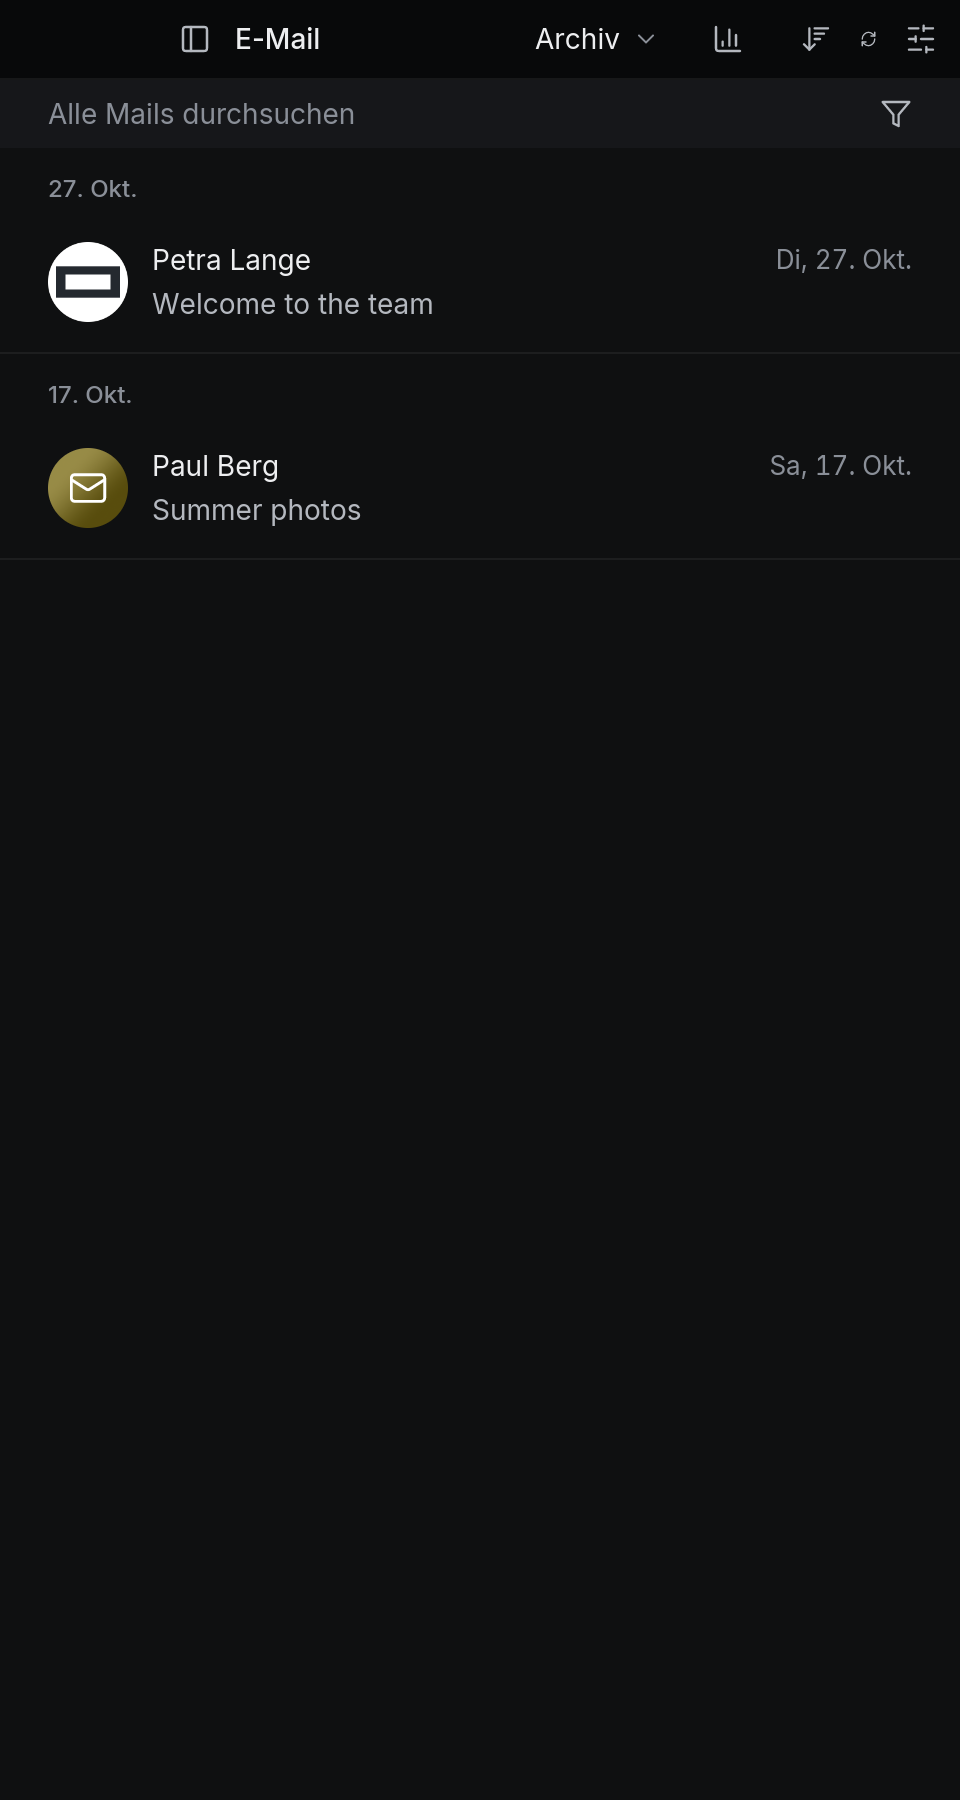 E-Mail
Archiv
Alle Mails durchsuchen
27. Okt.
Petra Lange
Di, 27. Okt.
Welcome to the team
17. Okt.
Paul Berg
Sa, 17. Okt.
Summer photos